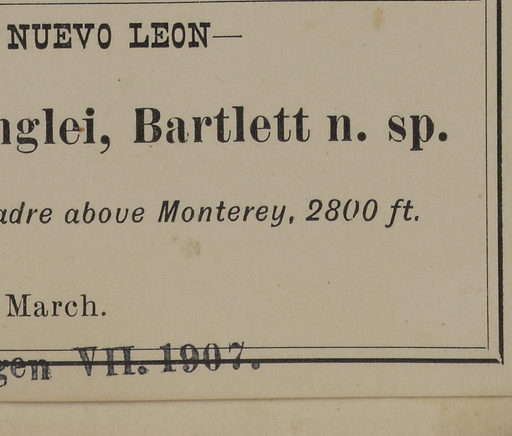 NUEVO LEON—
nglei, Bartlett n. sp.
adre above Monterey, 2800 ft.
March.
gen VII. 1907.